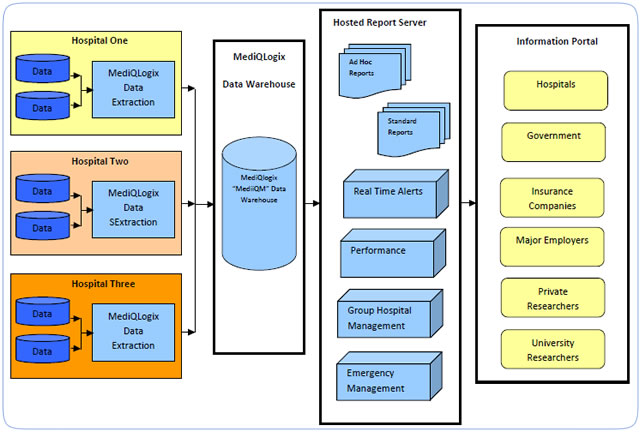 Hospital One
Data
Data
MediQLogix
Data
Extraction
Hospital Two
Data
Data
MediQLogix
Data
SExtraction
Hospital Three
Data
Data
MediQLogix
Data
Extraction
MediQLogix
Data Warehouse
MediQlogix
"MediiQM" Data
Warehouse
Hosted Report Server
Ad Hoc
Reports
Standard
Reports
Real Time Alerts
Performance
Group Hospital
Management
Emergency
Management
Information Portal
Hospitals
Government
Insurance
Companies
Major Employers
Private
Researchers
University
Researchers